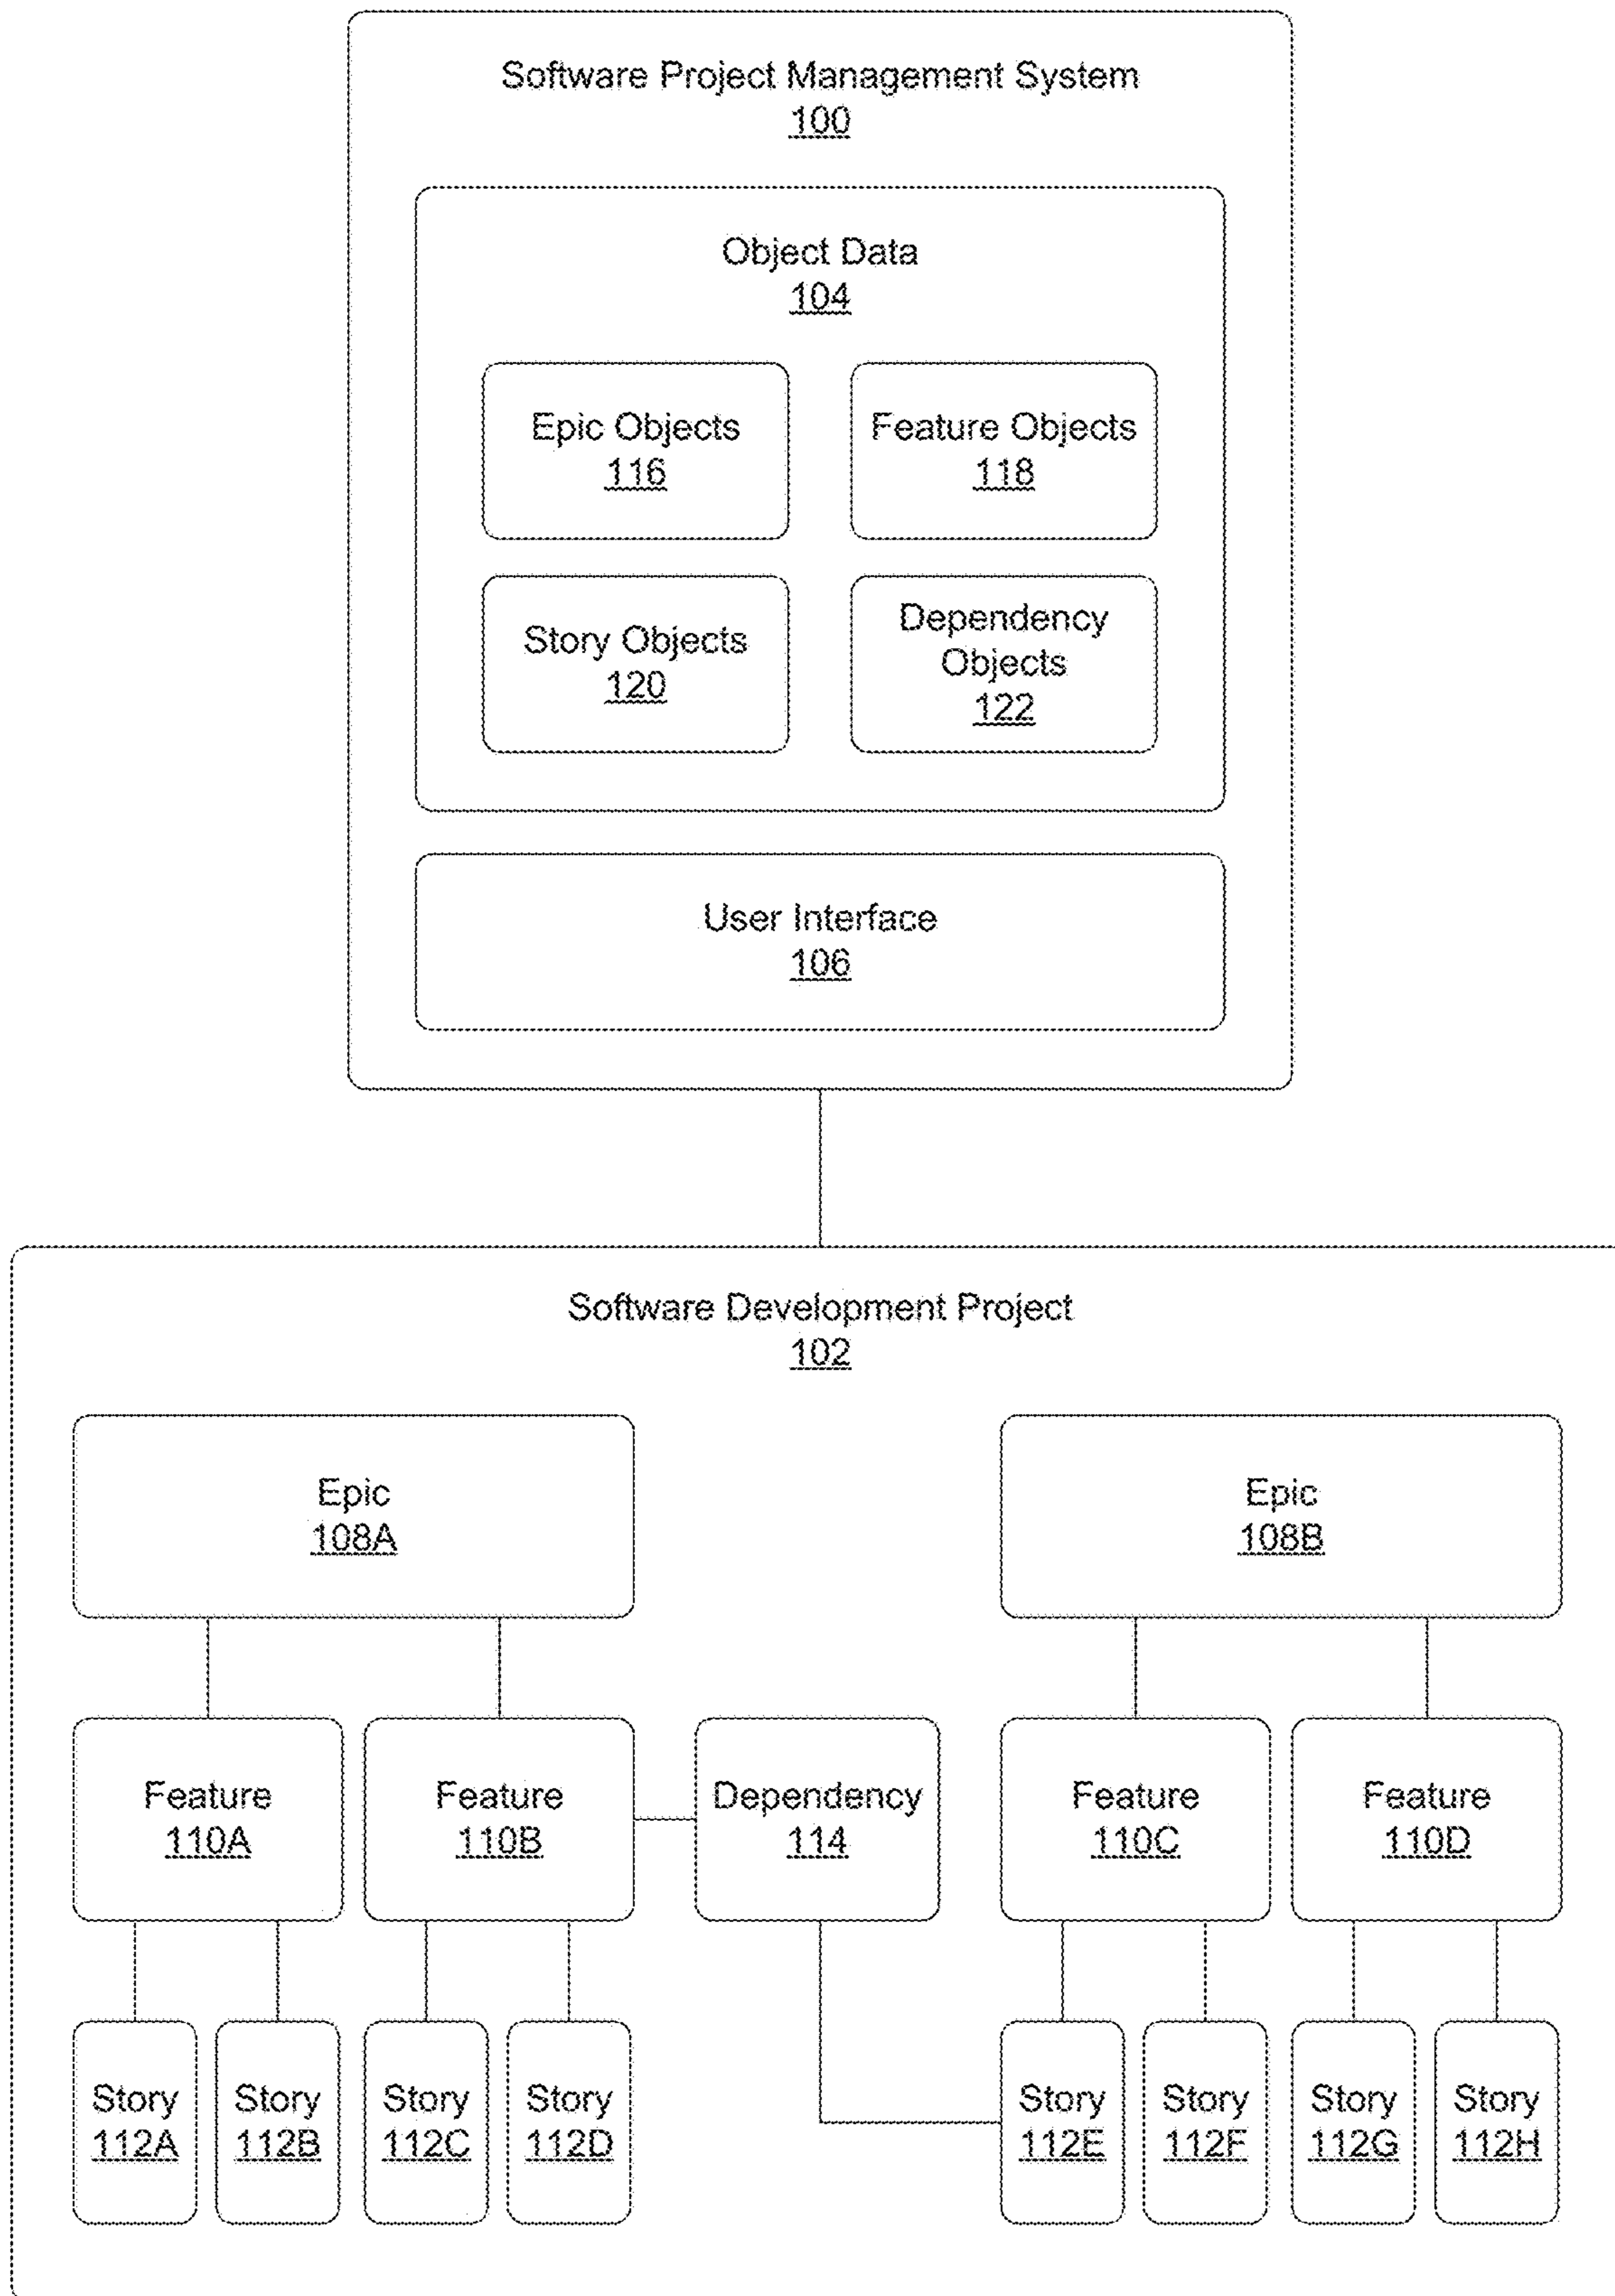 Software Project Management System
100
Object Data
104
Epic Objects
116
Feature Objects
118
Story Objects
120
Dependency
Objects
122
User Interface
106
Software Development Project
102
Epic
108A
Epic
108B
Feature
110A
Feature
110B
Dependency
114
Feature
110C
Feature
110D
Story
112A
Story
112B
Story
112C
Story
112D
Story
112E
Story
112F
Story
112G
Story
112H